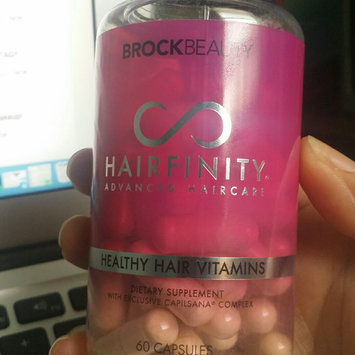 BROCKBEAUTY
HAIRFINITY®
ADVANCED HAIRCARE
HEALTHY HAIR VITAMINS
DIETARY SUPPLEMENT
WITH EXCLUSIVE CAPILSANA® COMPLEX
60 CAPSULES